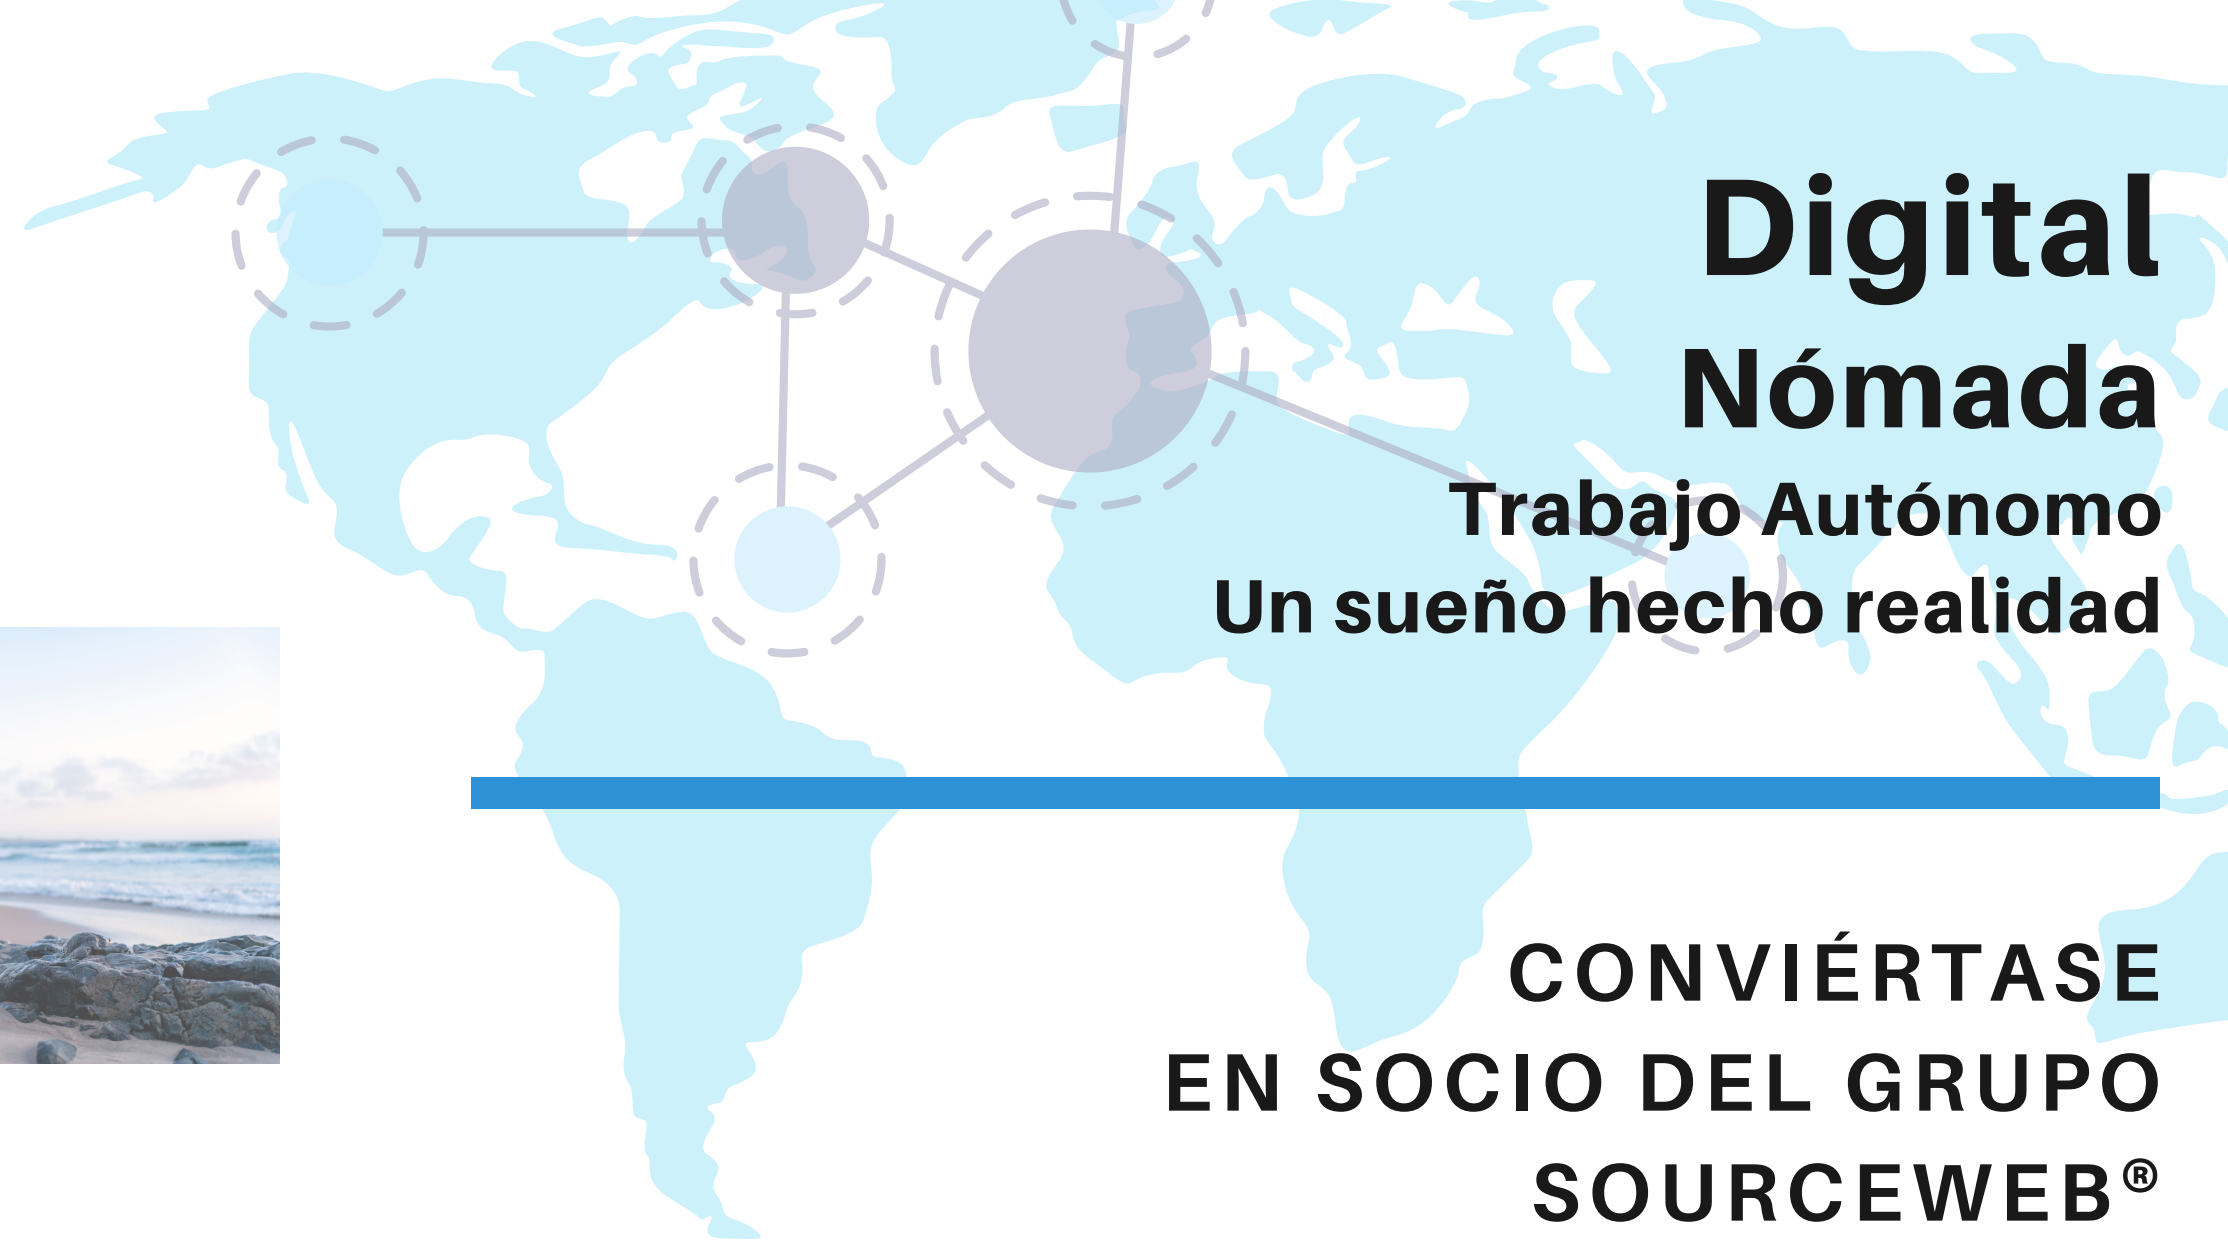 Digital
Nómada
Trabajo Autónomo
Un sueño hecho realidad
CONVIÉRTASE
EN SOCIO DEL GRUPO
SOURCEWEB®